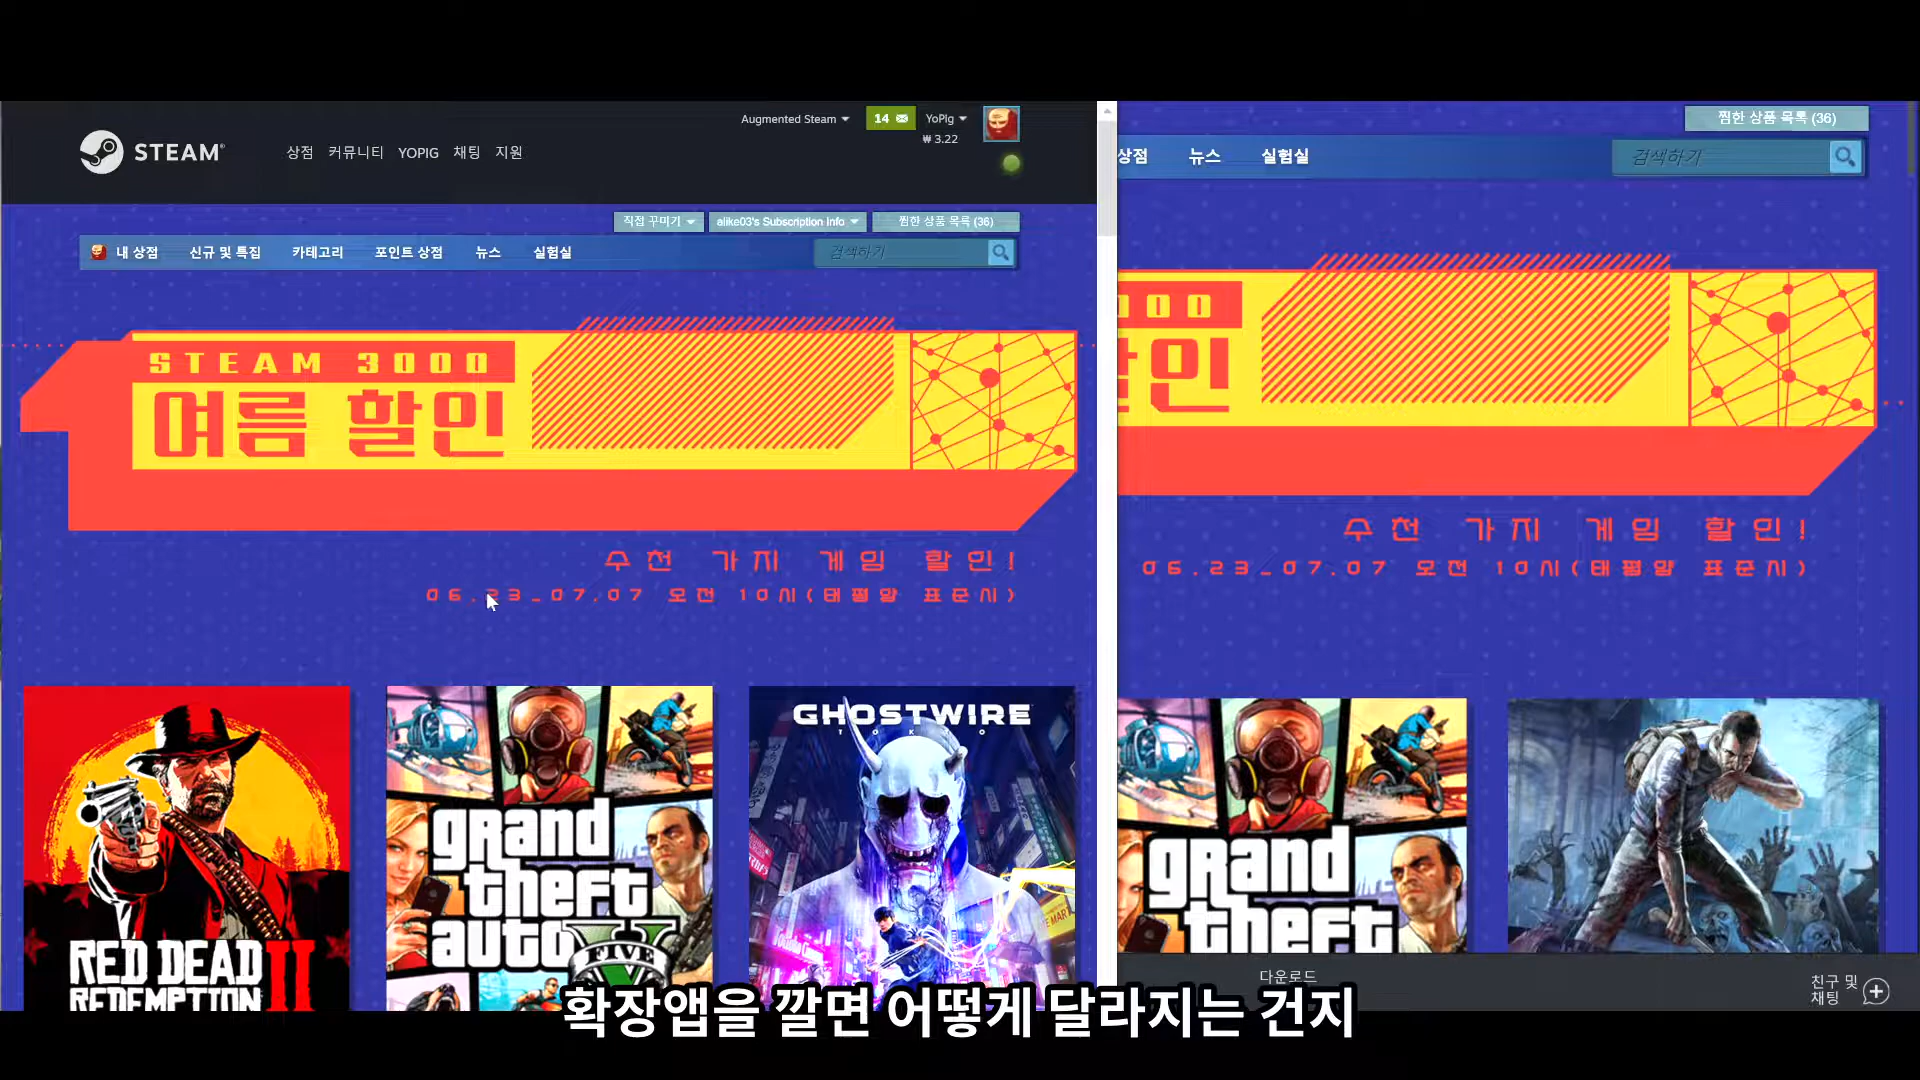 Augmented Steam
14
YoPIg
₩ 3.22
STEAM
상점 커뮤니티 YOPIG 채팅 지원
직접 꾸미기
alike03's Subscription Info
찜한 상품 목록 (36)
내 상점 신규 및 특집 카테고리 포인트 상점 뉴스 실험실
검색하기
STEAM 3000
여름 할인
수천 가지 게임 할인!
06.23_07.07 오전 10시(태평양 표준시)
RED DEAD
REDEMPTION II
grand
theft
auto
FIVE
V
GHOSTWIRE
TOKYO
찜한 상품 목록 (36)
상점 뉴스 실험실
검색하기
000
할인
수천 가지 게임 할인!
06.23_07.07 오전 10시(태평양 표준시)
grand
theft
다운로드
친구 및
채팅
확장앱을 깔면 어떻게 달라지는 건지